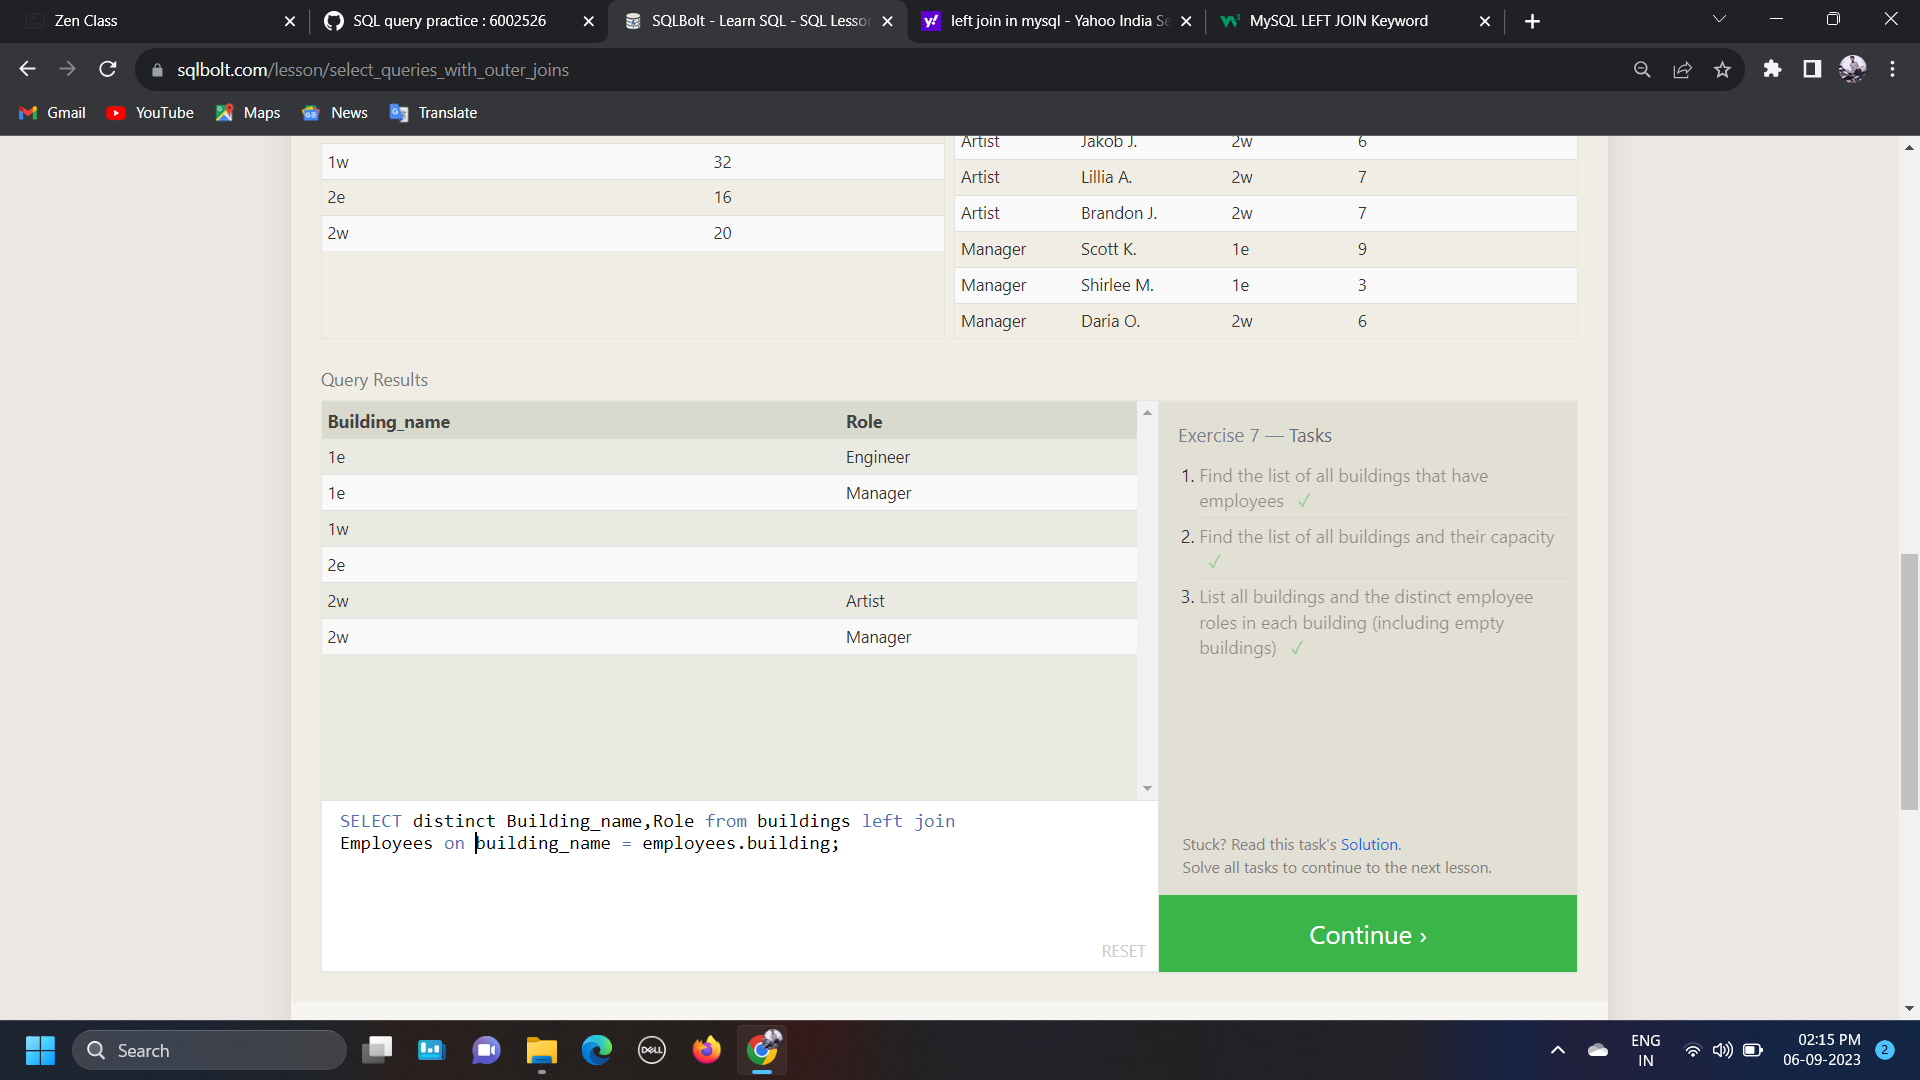 Zen Class
SQL query practice : 6002526
SQLBolt - Learn SQL - SQL Lesso
left join in mysql - Yahoo India Se
MySQL LEFT JOIN Keyword
sqlbolt.com/lesson/select_queries_with_outer_joins
Gmail
YouTube
Maps
News
Translate
1w 32
2e 16
2w 20
Artist Jakob J. 2w 6
Artist Lillia A. 2w 7
Artist Brandon J. 2w 7
Manager Scott K. 1e 9
Manager Shirlee M. 1e 3
Manager Daria O. 2w 6
Query Results
Building_name Role
1e Engineer
1e Manager
1w
2e
2w Artist
2w Manager
Exercise 7 — Tasks
1. Find the list of all buildings that have
employees ✓
2. Find the list of all buildings and their capacity
✓
3. List all buildings and the distinct employee
roles in each building (including empty
buildings) ✓
SELECT distinct Building_name,Role from buildings left join
Employees on building_name = employees.building;
RESET
Stuck? Read this task's Solution.
Solve all tasks to continue to the next lesson.
Continue ›
Search
DELL
ENG
IN
02:15 PM
06-09-2023
2